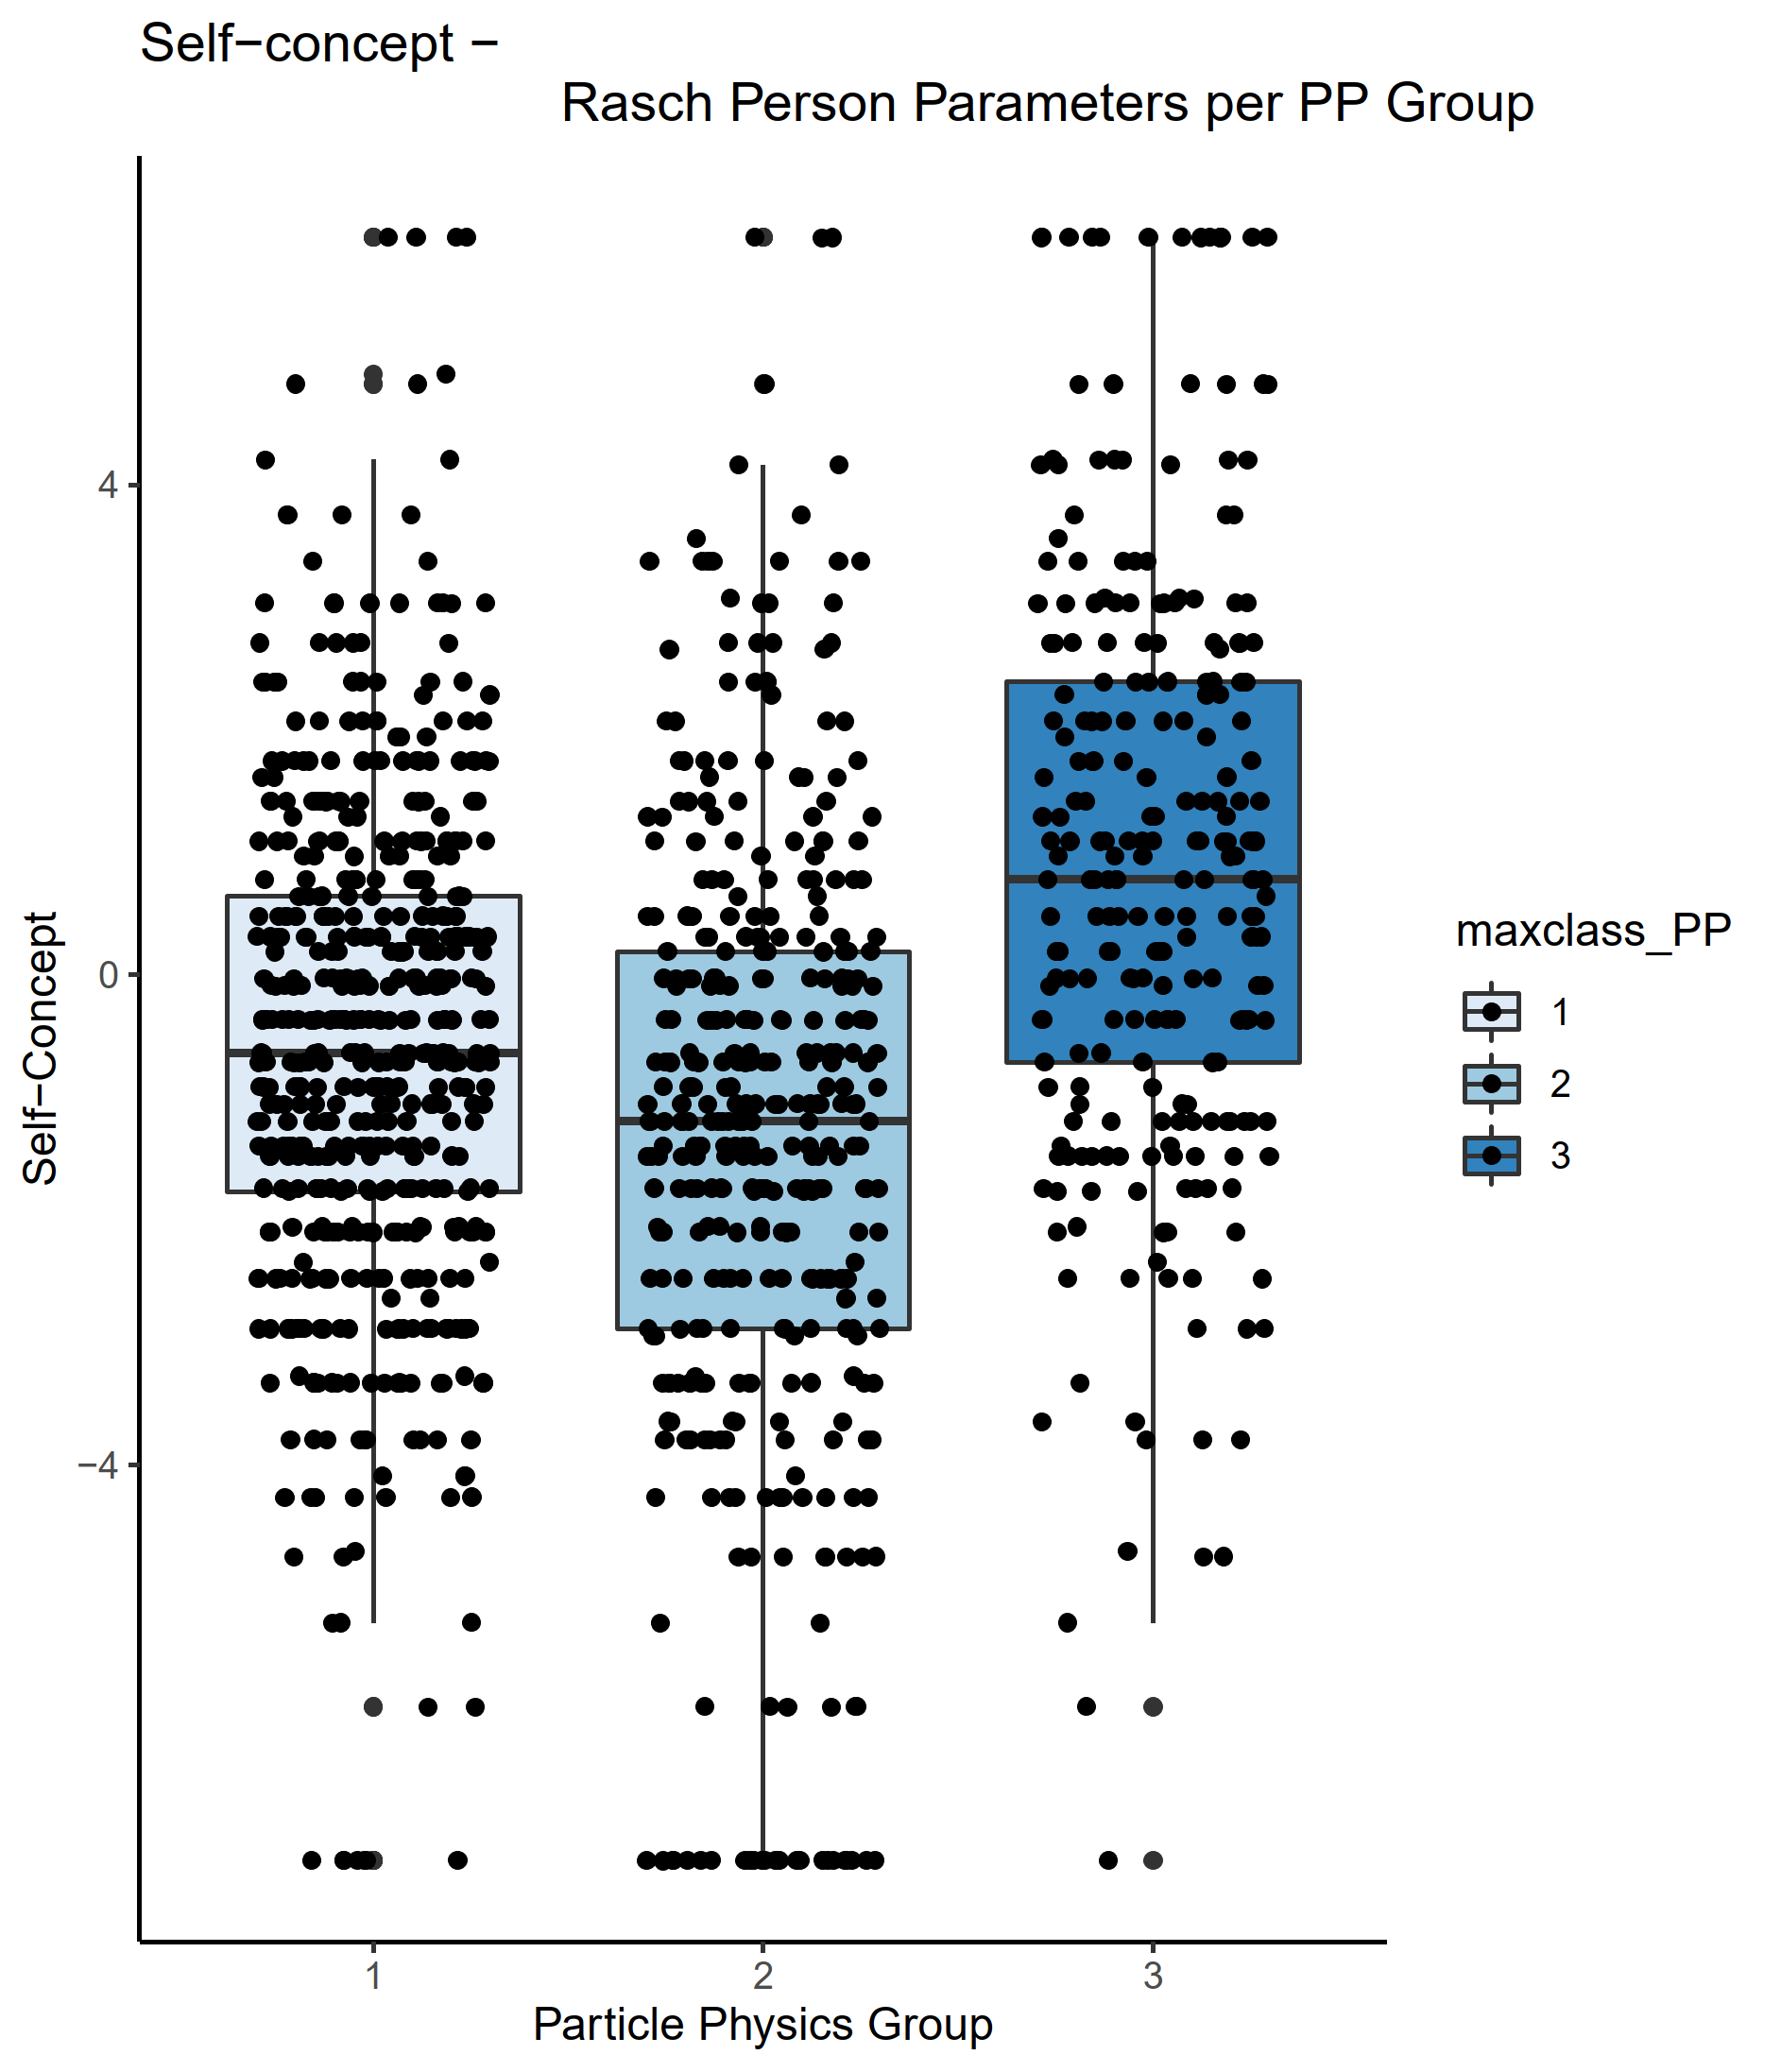 Self−concept −
Rasch Person Parameters per PP Group
4
0
−4
Self−Concept
1
2
3
Particle Physics Group
maxclass_PP
1
2
3